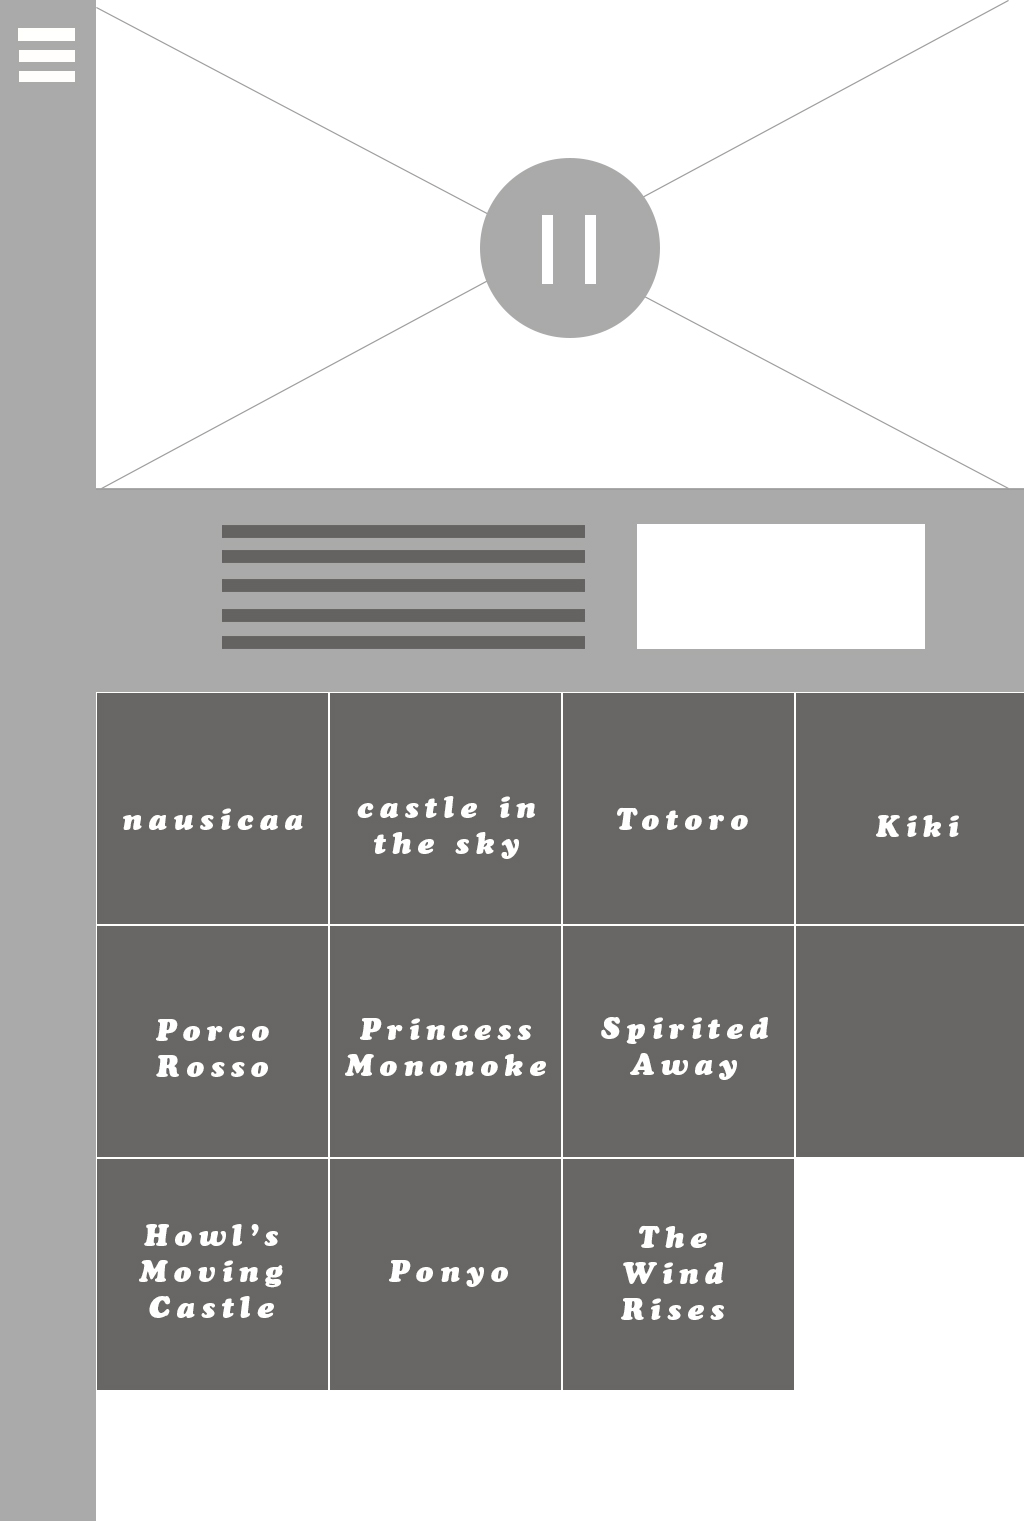 nausicaa
castle in
the sky
Totoro
Kiki
Porco
Rosso
Princess
Mononoke
Spirited
Away
Howl’s
Moving
Castle
Ponyo
The
Wind
Rises